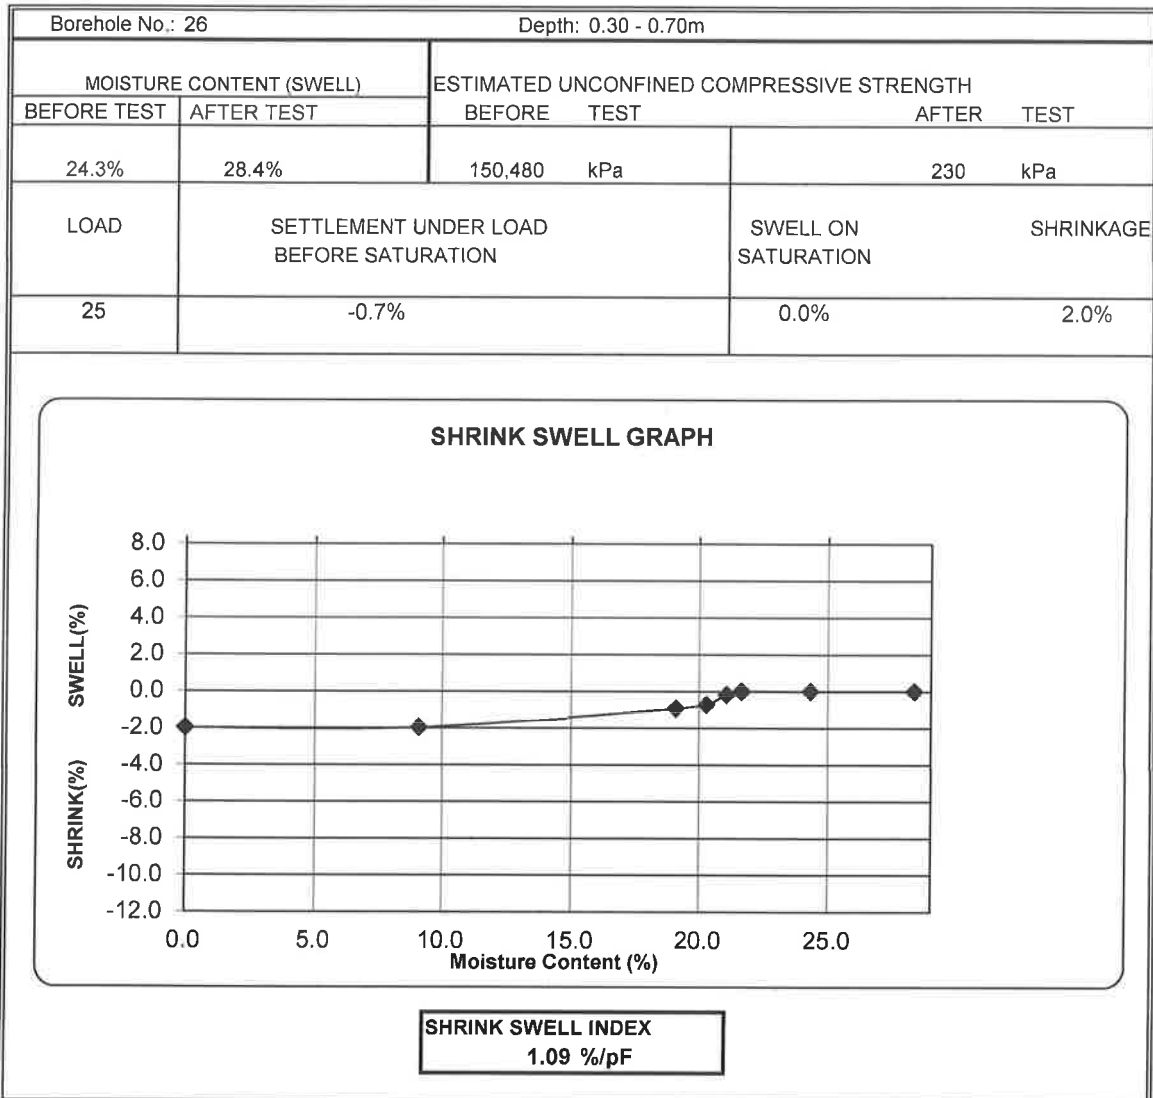 Borehole No.: 26 Depth: 0.30 - 0.70m
MOISTURE CONTENT (SWELL) ESTIMATED UNCONFINED COMPRESSIVE STRENGTH
BEFORE TEST AFTER TEST BEFORE TEST AFTER TEST
24.3% 28.4% 150,480 kPa 230 kPa
LOAD SETTLEMENT UNDER LOAD SWELL ON SHRINKAGE
BEFORE SATURATION SATURATION
25 -0.7% 0.0% 2.0%
SHRINK SWELL GRAPH
8.0
6.0
4.0
2.0
0.0
-2.0
-4.0
-6.0
-8.0
-10.0
-12.0
SWELL(%)
SHRINK(%)
0.0 5.0 10.0 15.0 20.0 25.0
Moisture Content (%)
SHRINK SWELL INDEX
1.09 %/pF